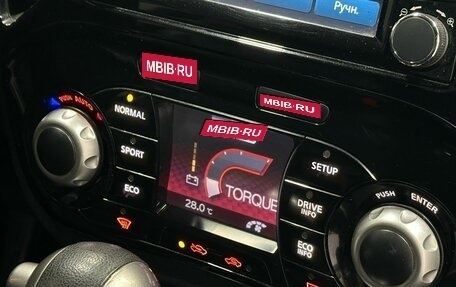 Ручн.
MBIB.RU
MBIB.RU
MBIB.RU
PUSH AUTO
NORMAL
SPORT
ECO
TORQUE
28.0 °C
SETUP
DRIVE
INFO
ECO
INFO
PUSH
ENTER